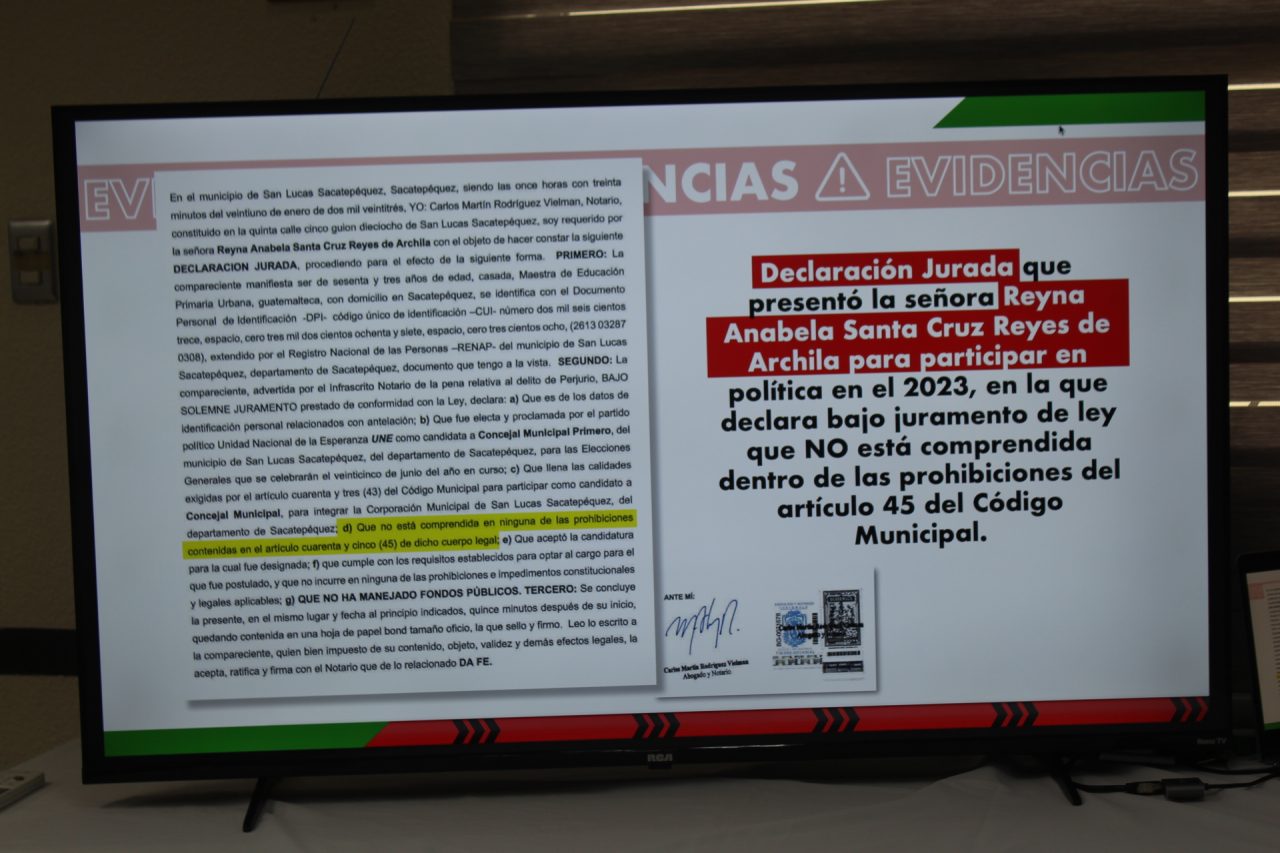 EVIDENCIAS
EV
NCIAS
En el municipio de San Lucas Sacatepéquez, Sacatepéquez, siendo las once horas con treinta
minutos del veintiuno de enero de dos mil veintitrés, YO: Carlos Martín Rodríguez Vielman, Notario,
constituido en la quinta calle cinco guion dieciocho de San Lucas Sacatepéquez, soy requerido por
la señora Reyna Anabela Santa Cruz Reyes de Archila con el objeto de hacer constar la siguiente
DECLARACION JURADA, procediendo para el efecto de la siguiente forma. PRIMERO: La
compareciente manifiesta ser de sesenta y tres años de edad, casada, Maestra de Educación
Primaria Urbana, guatemalteca, con domicilio en Sacatepéquez, se identifica con el Documento
Personal de Identificación -DPI- código único de identificación –CUI- número dos mil seis cientos
trece, espacio, cero tres mil dos cientos ochenta y siete, espacio, cero tres cientos ocho, (2613 03287
0308), extendido por el Registro Nacional de las Personas –RENAP- del municipio de San Lucas
Sacatepéquez, departamento de Sacatepéquez, documento que tengo a la vista. SEGUNDO: La
compareciente, advertida por el Infrascrito Notario de la pena relativa al delito de Perjurio, BAJO
SOLEMNE JURAMENTO prestado de conformidad con la Ley, declara: a) Que es de los datos de
identificación personal relacionados con antelación; b) Que fue electa y proclamada por el partido
político Unidad Nacional de la Esperanza UNE como candidata a Concejal Municipal Primero, del
municipio de San Lucas Sacatepéquez, del departamento de Sacatepéquez, para las Elecciones
Generales que se celebrarán el veinticinco de junio del año en curso; c) Que llena las calidades
exigidas por el artículo cuarenta y tres (43) del Código Municipal para participar como candidato a
Concejal Municipal, para integrar la Corporación Municipal de San Lucas Sacatepéquez, del
departamento de Sacatepéquez; d) Que no está comprendida en ninguna de las prohibiciones
contenidas en el artículo cuarenta y cinco (45) de dicho cuerpo legal; e) Que aceptó la candidatura
para la cual fue designada; f) que cumple con los requisitos establecidos para optar al cargo para el
que fue postulado, y que no incurre en ninguna de las prohibiciones e impedimentos constitucionales
y legales aplicables; g) QUE NO HA MANEJADO FONDOS PÚBLICOS. TERCERO: Se concluye
la presente, en el mismo lugar y fecha al principio indicados, quince minutos después de su inicio,
quedando contenida en una hoja de papel bond tamaño oficio, la que sello y firmo. Leo lo escrito a
la compareciente, quien bien impuesto de su contenido, objeto, validez y demás efectos legales, la
acepta, ratifica y firma con el Notario que de lo relacionado DA FE.
Declaración Jurada que
presentó la señora Reyna
Anabela Santa Cruz Reyes de
Archila para participar en
política en el 2023, en la que
declara bajo juramento de ley
que NO está comprendida
dentro de las prohibiciones del
artículo 45 del Código
Municipal.
ANTE MÍ:
Carlos Martín Rodríguez Vielman
Abogado y Notario
RCA
Roku TV